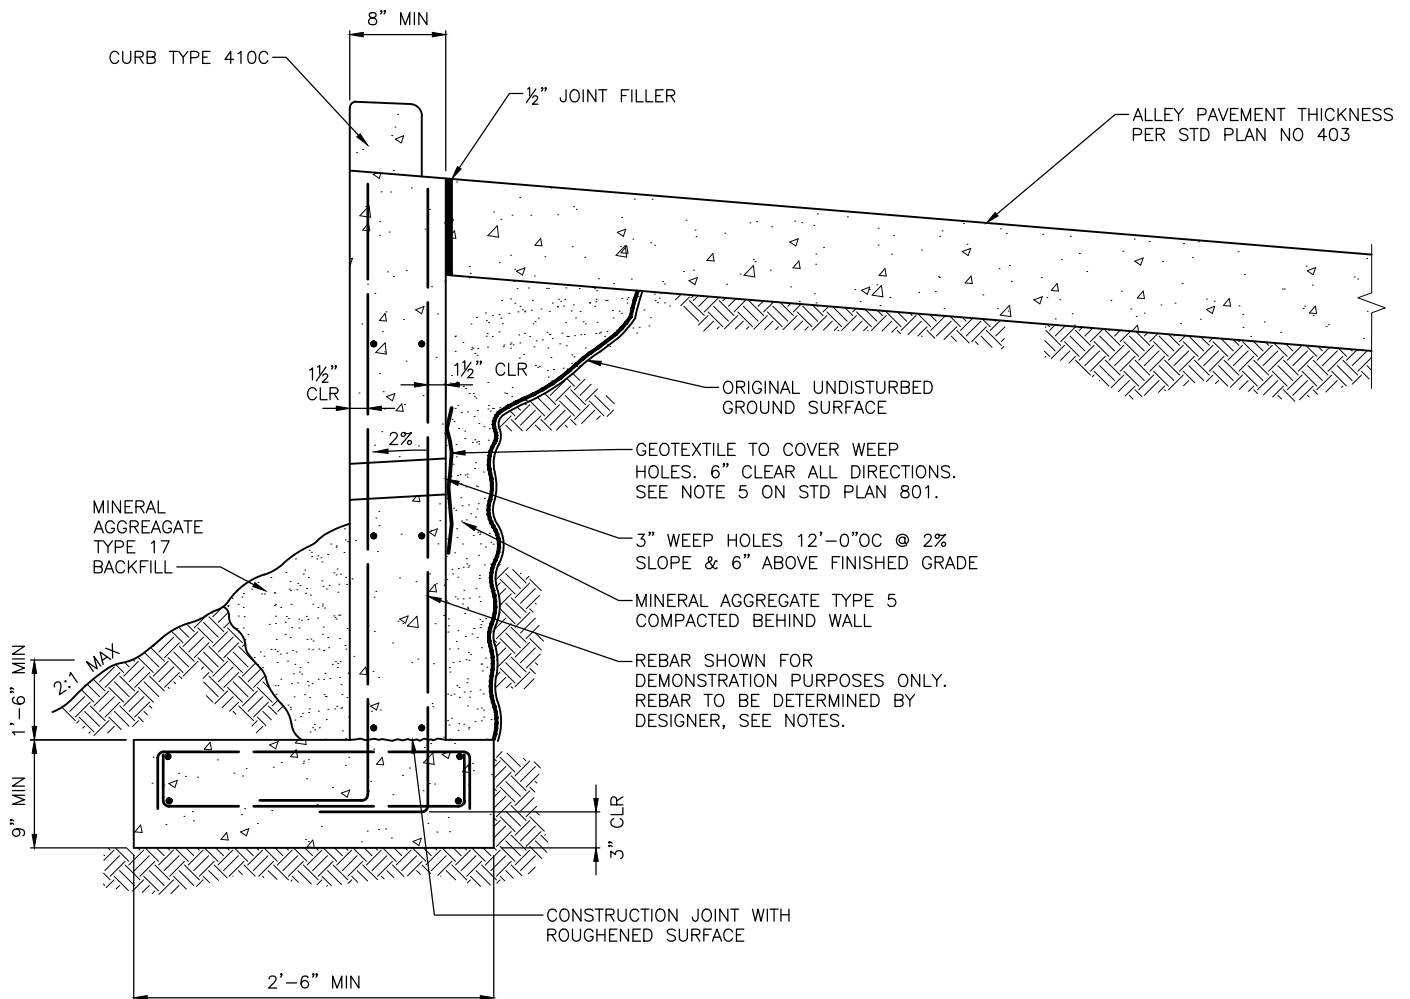 8" MIN
CURB TYPE 410C
½" JOINT FILLER
ALLEY PAVEMENT THICKNESS
PER STD PLAN NO 403
1½"
CLR
1½" CLR
ORIGINAL UNDISTURBED
GROUND SURFACE
2%
GEOTEXTILE TO COVER WEEP
HOLES. 6" CLEAR ALL DIRECTIONS.
SEE NOTE 5 ON STD PLAN 801.
MINERAL
AGGREAGATE
TYPE 17
BACKFILL
3" WEEP HOLES 12'-0"OC @ 2%
SLOPE & 6" ABOVE FINISHED GRADE
MINERAL AGGREGATE TYPE 5
COMPACTED BEHIND WALL
REBAR SHOWN FOR
DEMONSTRATION PURPOSES ONLY.
REBAR TO BE DETERMINED BY
DESIGNER, SEE NOTES.
2:1 MAX
1'-6" MIN
9" MIN
3" CLR
CONSTRUCTION JOINT WITH
ROUGHENED SURFACE
2'-6" MIN